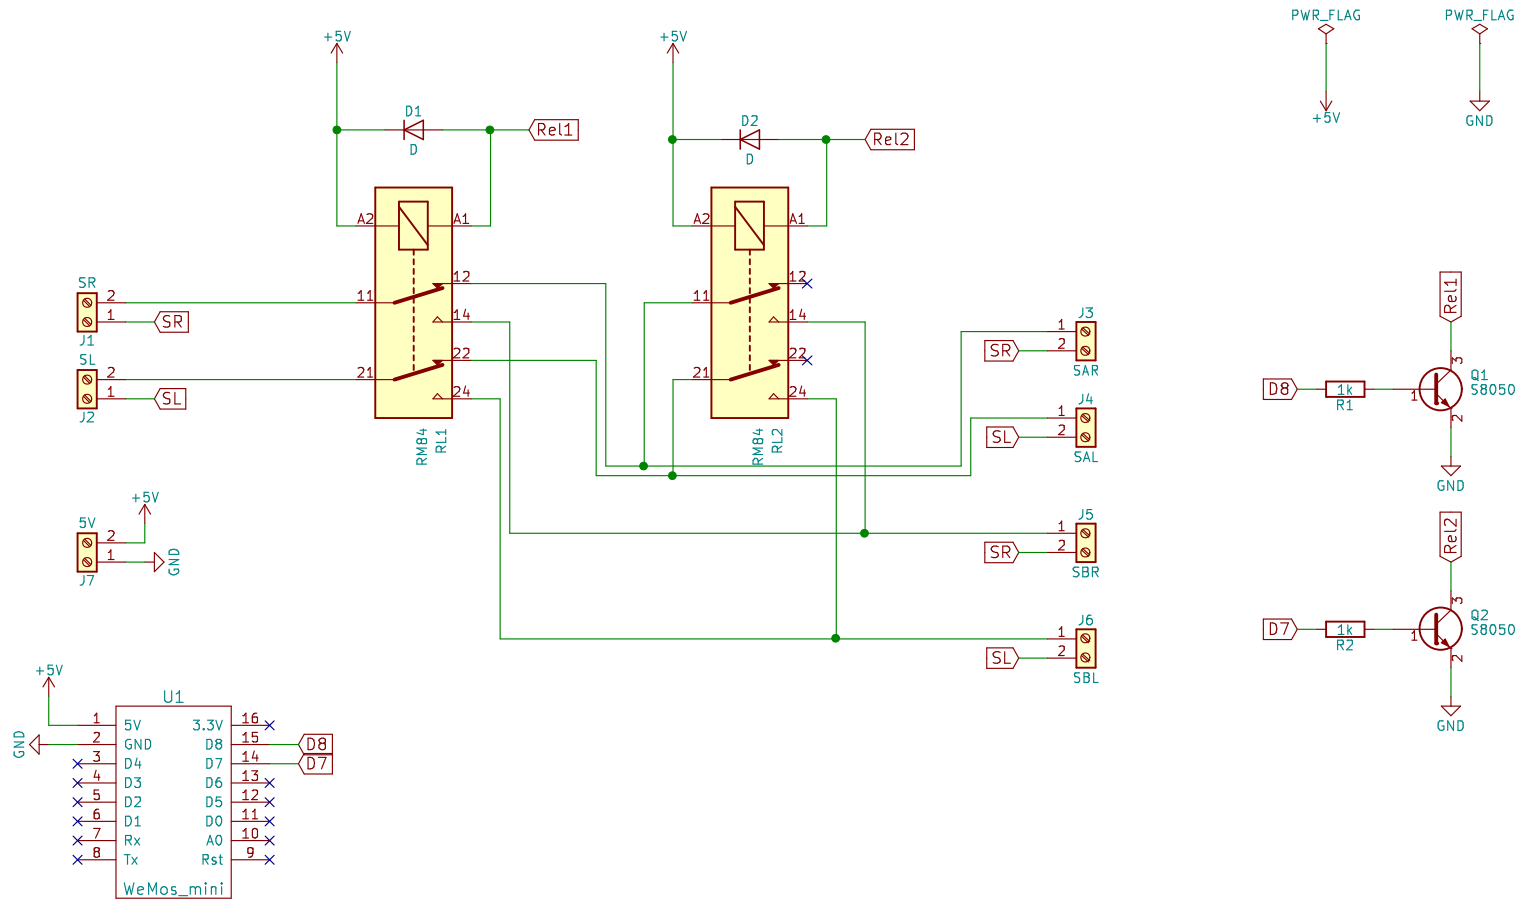 PWR_FLAG PWR_FLAG
+5V +5V
+5V GND
D1 Rel1
D
D2 Rel2
D
A2 A1
11 12
14
21 22
24
RM84
RL1
A2 A1
11 12
14
21 22
24
RM84
RL2
SR
2
1 SR
J1
SL
2
1 SL
J2
J3
1
SR 2
SAR
J4
1
SL 2
SAL
J5
1
SR 2
SBR
J6
1
SL 2
SBL
Rel1
3
D8 1k 1 Q1
R1 S8050
2
GND
Rel2
3
D7 1k 1 Q2
R2 S8050
2
GND
+5V
5V
2
1 GND
J7
+5V
U1
1 5V 3.3V 16
GND 2 GND D8 15 D8
3 D4 D7 14 D7
4 D3 D6 13
5 D2 D5 12
6 D1 D0 11
7 Rx A0 10
8 Tx Rst 9
WeMos_mini